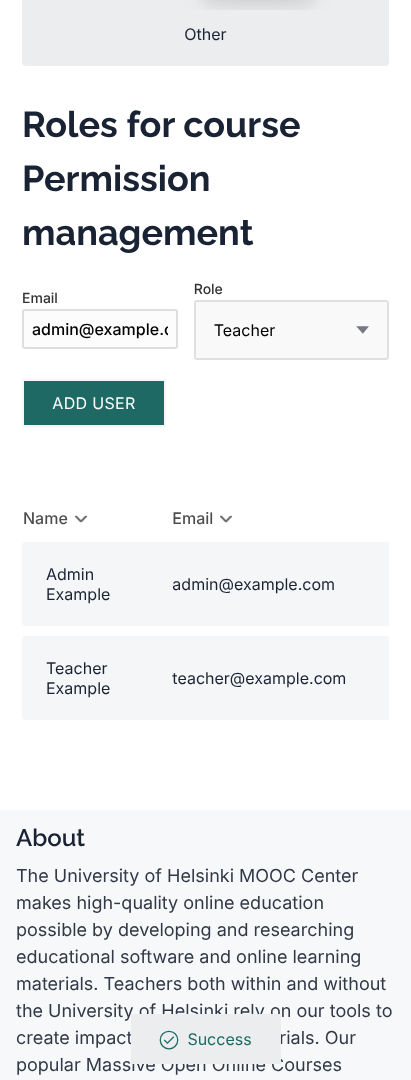 Other
Roles for course
Permission
management
Email
Role
admin@example.c
Teacher
ADD USER
Name
Email
Admin
Example
admin@example.com
Teacher
Example
teacher@example.com
About
The University of Helsinki MOOC Center
makes high-quality online education
possible by developing and researching
educational software and online learning
materials. Teachers both within and without
the University of Helsinki rely on our tools to
create impact rials. Our
popular Massive Open Online Courses
Success